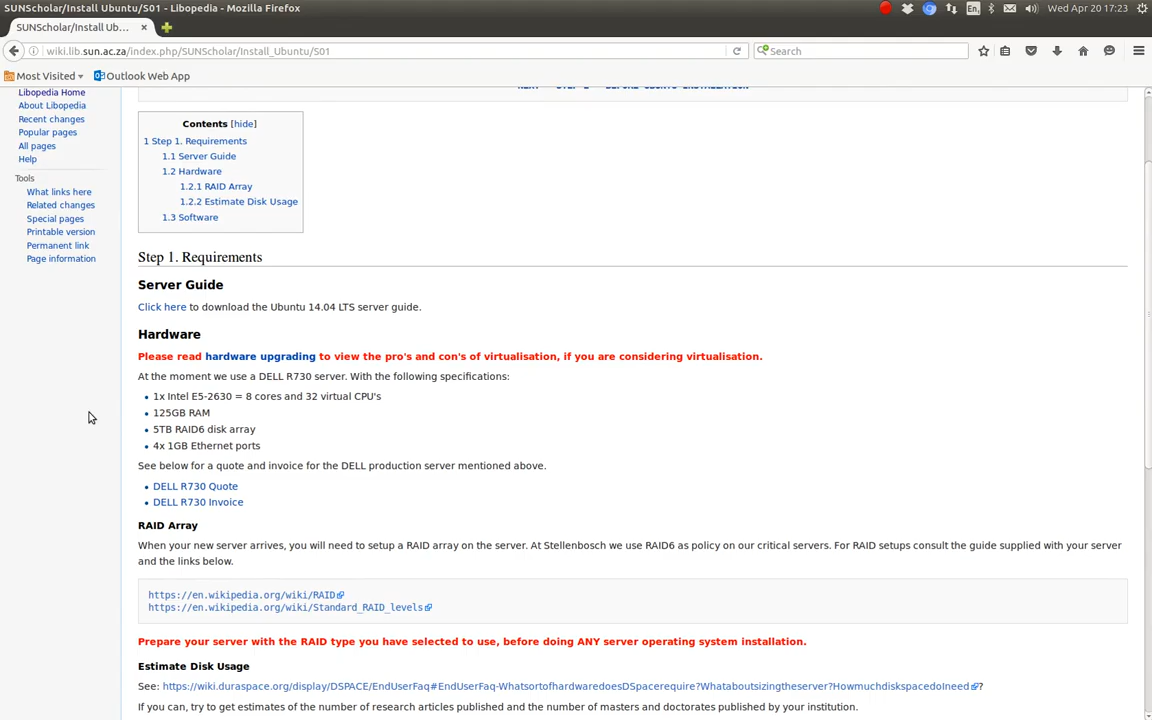 SUNScholar/Install Ubuntu/S01 - Libopedia - Mozilla Firefox
En
Wed Apr 20 17:23
SUNScholar/Install Ub...
wiki.lib.sun.ac.za/index.php/SUNScholar/Install_Ubuntu/S01
Search
Most Visited
Outlook Web App
Libopedia Home
About Libopedia
Recent changes
Popular pages
All pages
Help
Tools
What links here
Related changes
Special pages
Printable version
Permanent link
Page information
Contents [hide]
1 Step 1. Requirements
1.1 Server Guide
1.2 Hardware
1.2.1 RAID Array
1.2.2 Estimate Disk Usage
1.3 Software
Step 1. Requirements
Server Guide
Click here to download the Ubuntu 14.04 LTS server guide.
Hardware
Please read hardware upgrading to view the pro's and con's of virtualisation, if you are considering virtualisation.
At the moment we use a DELL R730 server. With the following specifications:
1x Intel E5-2630 = 8 cores and 32 virtual CPU's
125GB RAM
5TB RAID6 disk array
4x 1GB Ethernet ports
See below for a quote and invoice for the DELL production server mentioned above.
DELL R730 Quote
DELL R730 Invoice
RAID Array
When your new server arrives, you will need to setup a RAID array on the server. At Stellenbosch we use RAID6 as policy on our critical servers. For RAID setups consult the guide supplied with your server
and the links below.
https://en.wikipedia.org/wiki/RAID
https://en.wikipedia.org/wiki/Standard_RAID_levels
Prepare your server with the RAID type you have selected to use, before doing ANY server operating system installation.
Estimate Disk Usage
See: https://wiki.duraspace.org/display/DSPACE/EndUserFaq#EndUserFaq-WhatsortofhardwaredoesDSpacerequire?Whataboutsizingtheserver?HowmuchdiskspacedoIneed?
If you can, try to get estimates of the number of research articles published and the number of masters and doctorates published by your institution.